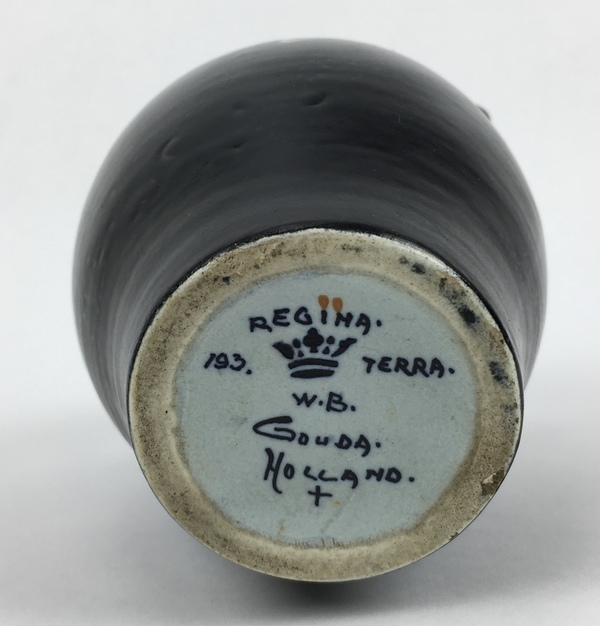 REGINA.
193. TERRA.
W.B.
GOUDA.
HOLLAND.
+